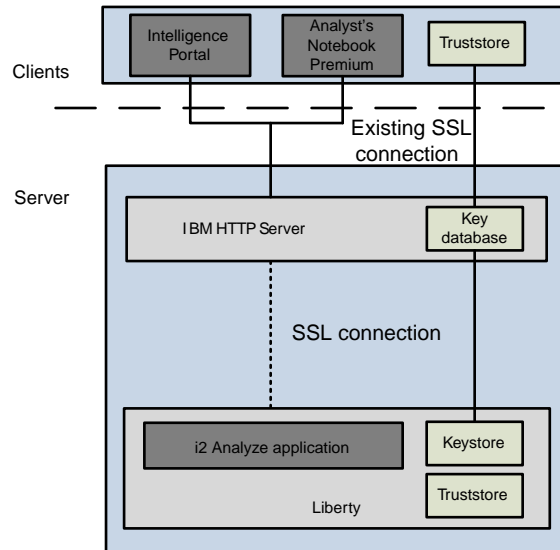 Intelligence
Portal
Analyst's
Notebook
Premium
Truststore
Clients
Existing SSL
connection
Server
IBM HTTP Server
Key
database
SSL connection
i2 Analyze application
Keystore
Truststore
Liberty